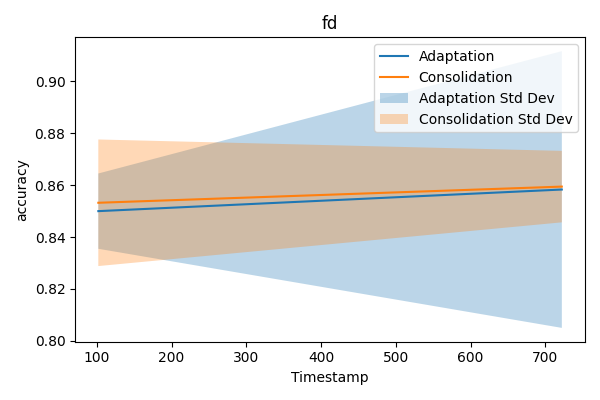 fd
Adaptation
Consolidation
Adaptation Std Dev
Consolidation Std Dev
accuracy
0.90
0.88
0.86
0.84
0.82
0.80
100 200 300 400 500 600 700
Timestamp